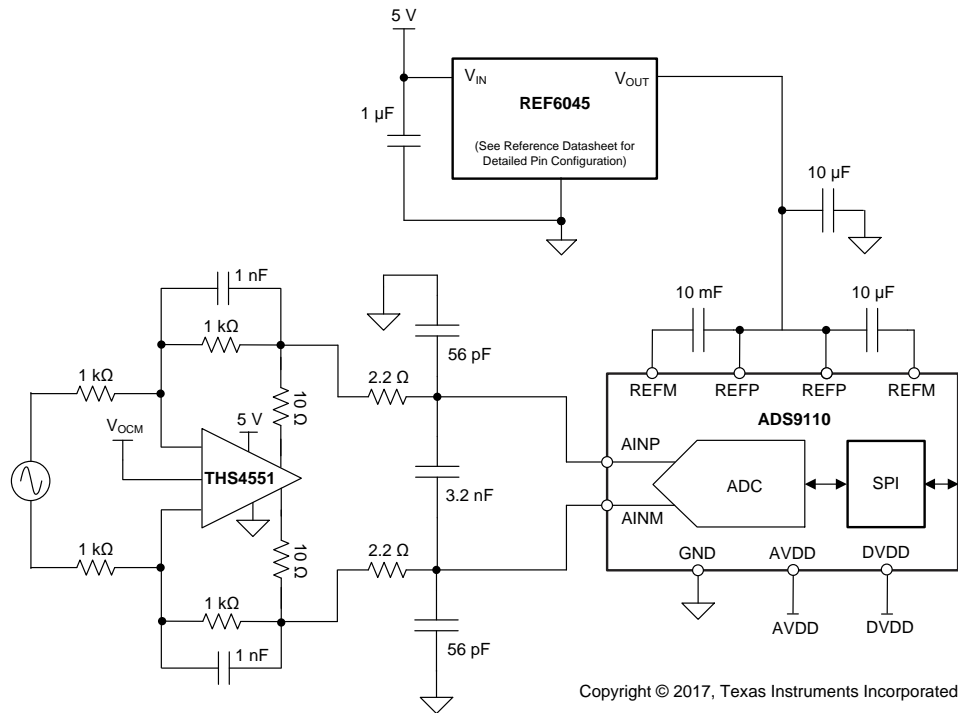 5 V
V_IN
V_OUT
REF6045
1 µF
(See Reference Datasheet for
Detailed Pin Configuration)
10 µF
1 nF
10 mF
10 µF
1 kΩ
56 pF
1 kΩ
2.2 Ω
REFM
REFP
REFP
REFM
10 Ω
ADS9110
V_OCM
5 V
AINP
THS4551
3.2 nF
ADC
SPI
AINM
1 kΩ
2.2 Ω
10 Ω
GND
AVDD
DVDD
1 kΩ
56 pF
AVDD
DVDD
1 nF
Copyright © 2017, Texas Instruments Incorporated